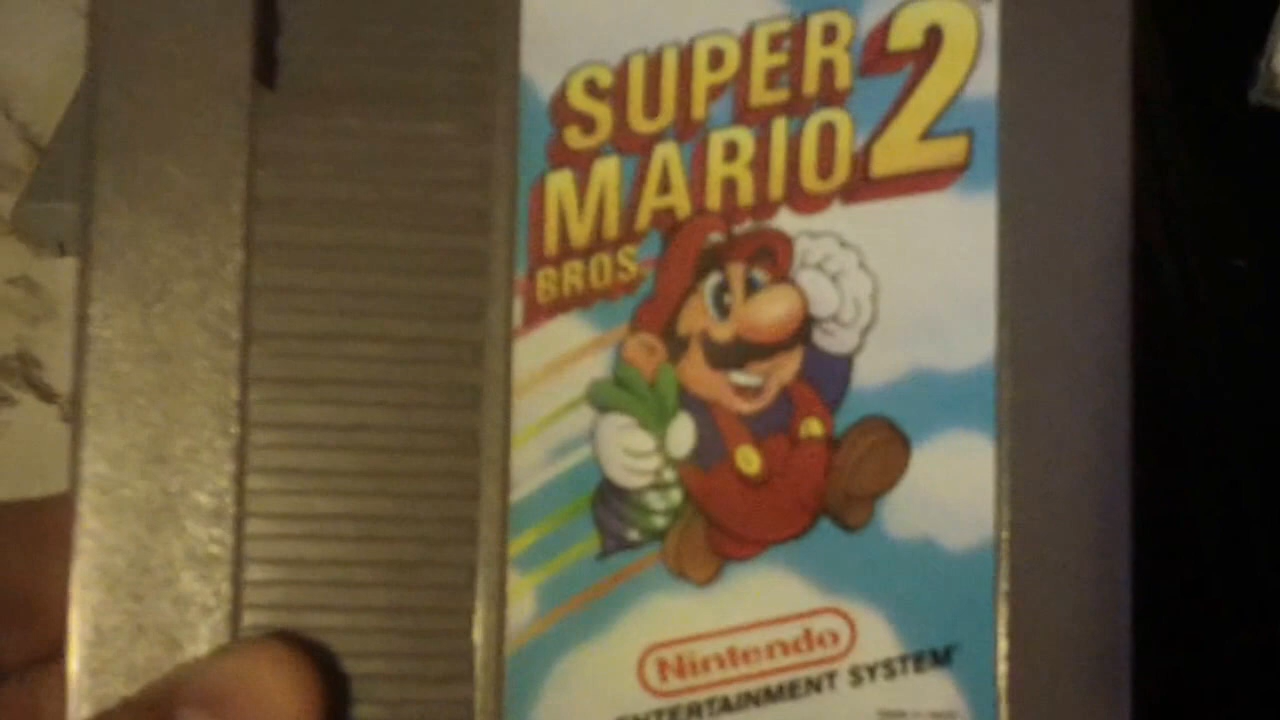 SUPER
MARIO 2
BROS
Nintendo
ENTERTAINMENT SYSTEM